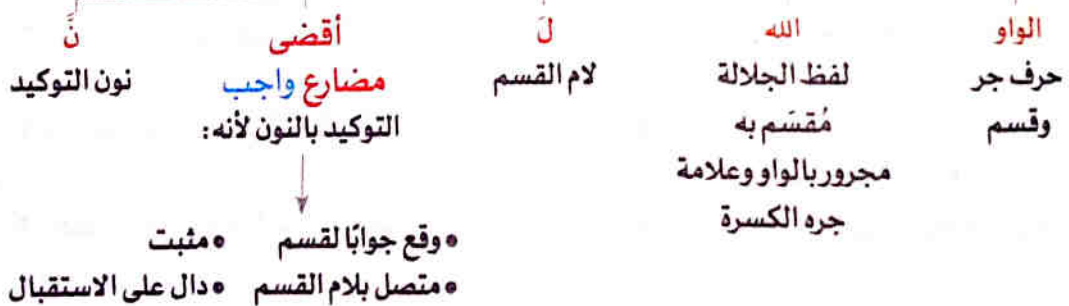 الواو الله لَ أقضى نَّ
حرف جر لفظ الجلالة لام القسم مضارع واجب نون التوكيد
وقسم مُقسَم به التوكيد بالنون لأنه:
مجرور بالواو وعلامة
جره الكسرة
• وقع جوابًا لقسم • مثبت
• متصل بلام القسم • دال على الاستقبال